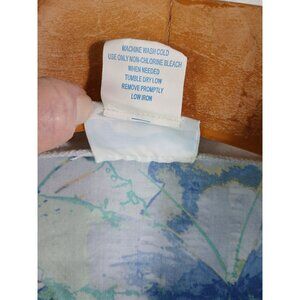 MACHINE WASH COLD
USE ONLY NON-CHLORINE BLEACH
WHEN NEEDED
TUMBLE DRY LOW
REMOVE PROMPTLY
LOW IRON